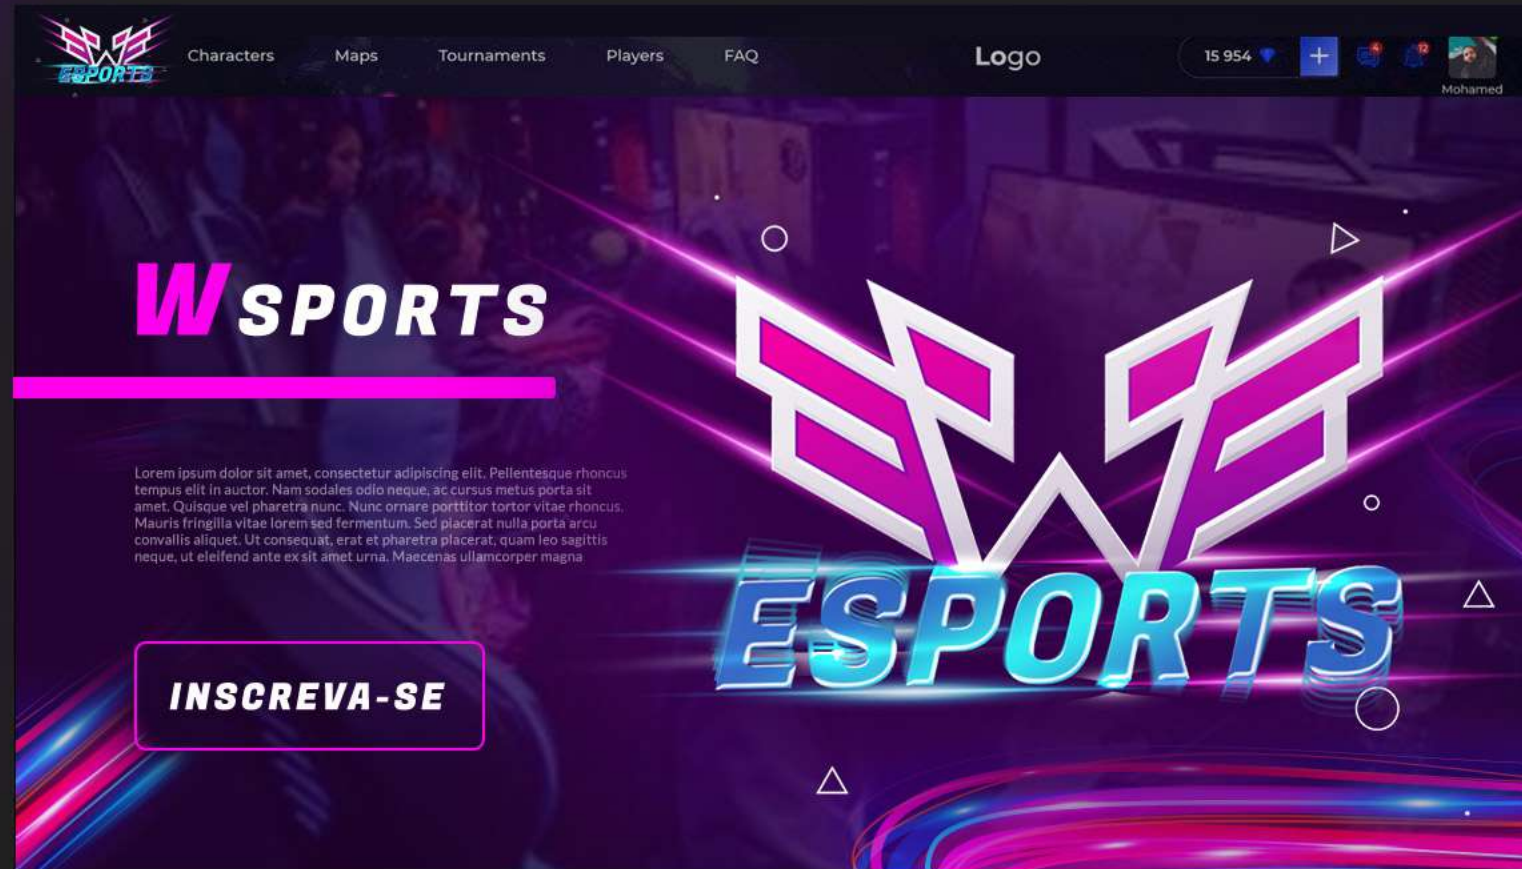 ESPORTS
Characters Maps Tournaments Players FAQ Logo 15 954 + 4 12
Mohamed
WSPORTS
Lorem ipsum dolor sit amet, consectetur adipiscing elit. Pellentesque rhoncus
tempus elit in auctor. Nam sodales odio neque, ac cursus metus porta sit
amet. Quisque vel pharetra nunc. Nunc ornare porttitor tortor vitae rhoncus.
Mauris fringilla vitae lorem sed fermentum. Sed placerat nulla porta arcu
convallis aliquet. Ut consequat, erat et pharetra placerat, quam leo sagittis
neque, ut eleifend ante ex sit amet urna. Maecenas ullamcorper magna
W
ESPORTS
INSCREVA-SE